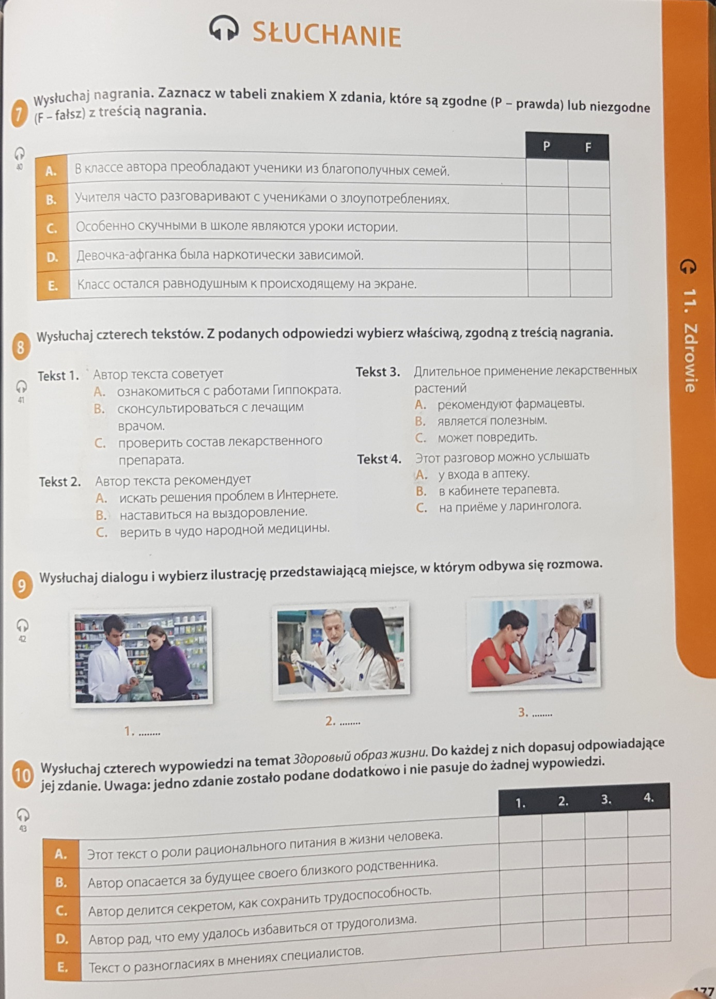 SŁUCHANIE
7
Wysłuchaj nagrania. Zaznacz w tabeli znakiem X zdania, które są zgodne (P – prawda) lub niezgodne
(F – fałsz) z treścią nagrania.
40
P F
A. В классе автора преобладают ученики из благополучных семей.
B. Учителя часто разговаривают с учениками о злоупотреблениях.
C. Особенно скучными в школе являются уроки истории.
D. Девочка-афганка была наркотически зависимой.
E. Класс остался равнодушным к происходящему на экране.
8
Wysłuchaj czterech tekstów. Z podanych odpowiedzi wybierz właściwą, zgodną z treścią nagrania.
41
Tekst 1. Автор текста советует
A. ознакомиться с работами Гиппократа.
B. сконсультироваться с лечащим
врачом.
C. проверить состав лекарственного
препарата.
Tekst 2. Автор текста рекомендует
A. искать решения проблем в Интернете.
B. наставиться на выздоровление.
C. верить в чудо народной медицины.
Tekst 3. Длительное применение лекарственных
растений
A. рекомендуют фармацевты.
B. является полезным.
C. может повредить.
Tekst 4. Этот разговор можно услышать
A. у входа в аптеку.
B. в кабинете терапевта.
C. на приёме у ларинголога.
9
Wysłuchaj dialogu i wybierz ilustrację przedstawiającą miejsce, w którym odbywa się rozmowa.
42
1. ........
2. ........
3. ........
10
Wysłuchaj czterech wypowiedzi na temat Здоровый образ жизни. Do każdej z nich dopasuj odpowiadające
jej zdanie. Uwaga: jedno zdanie zostało podane dodatkowo i nie pasuje do żadnej wypowiedzi.
43
1. 2. 3. 4.
A. Этот текст о роли рационального питания в жизни человека.
B. Автор опасается за будущее своего близкого родственника.
C. Автор делится секретом, как сохранить трудоспособность.
D. Автор рад, что ему удалось избавиться от трудоголизма.
E. Текст о разногласиях в мнениях специалистов.
11. Zdrowie
177